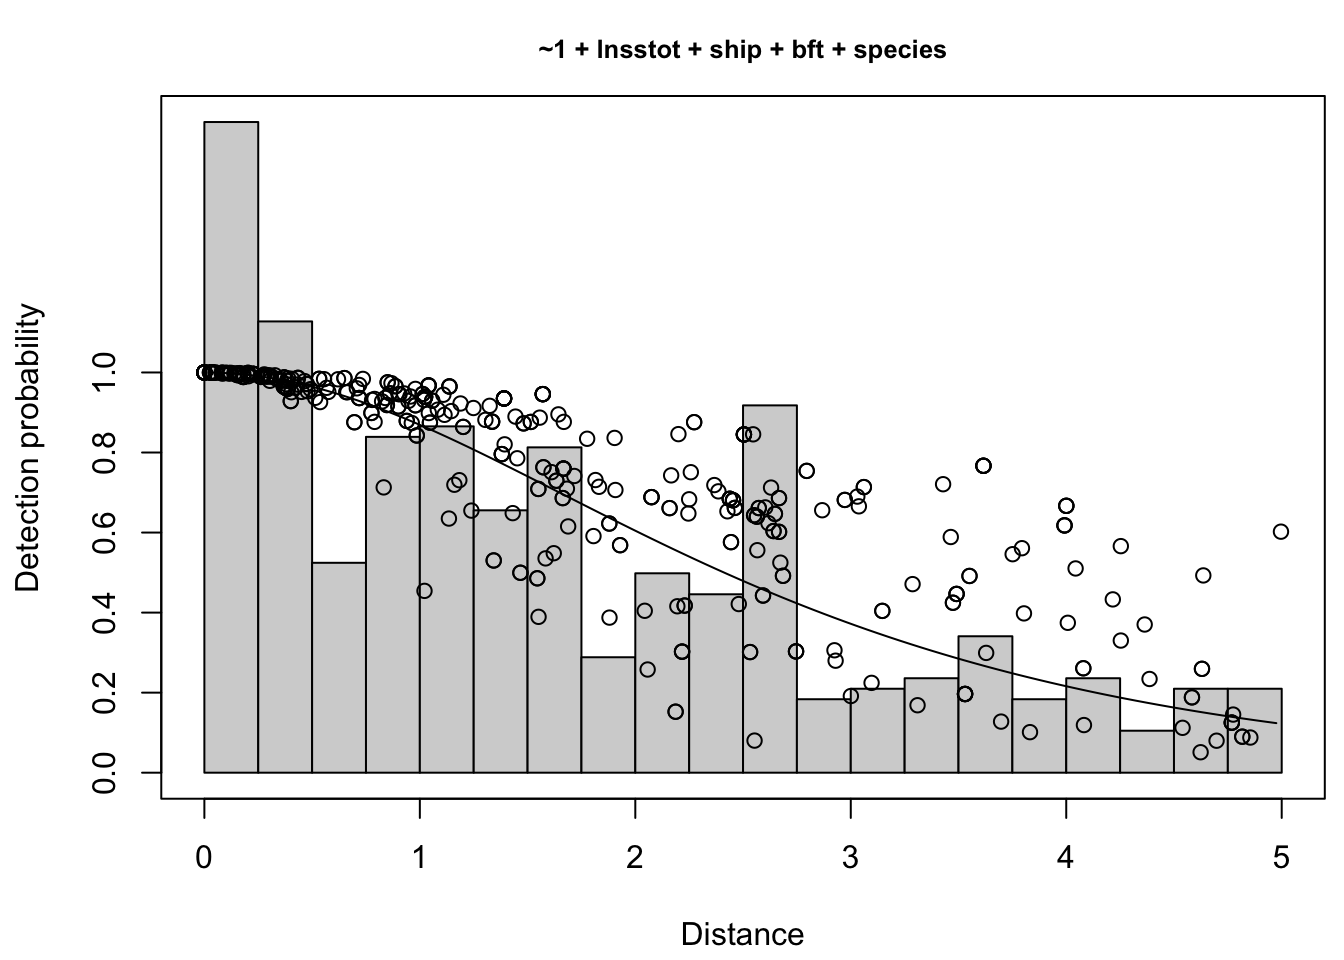 ~1 + lnsstot + ship + bft + species
Detection probability
1.0
0.8
0.6
0.4
0.2
0.0
0 1 2 3 4 5
Distance